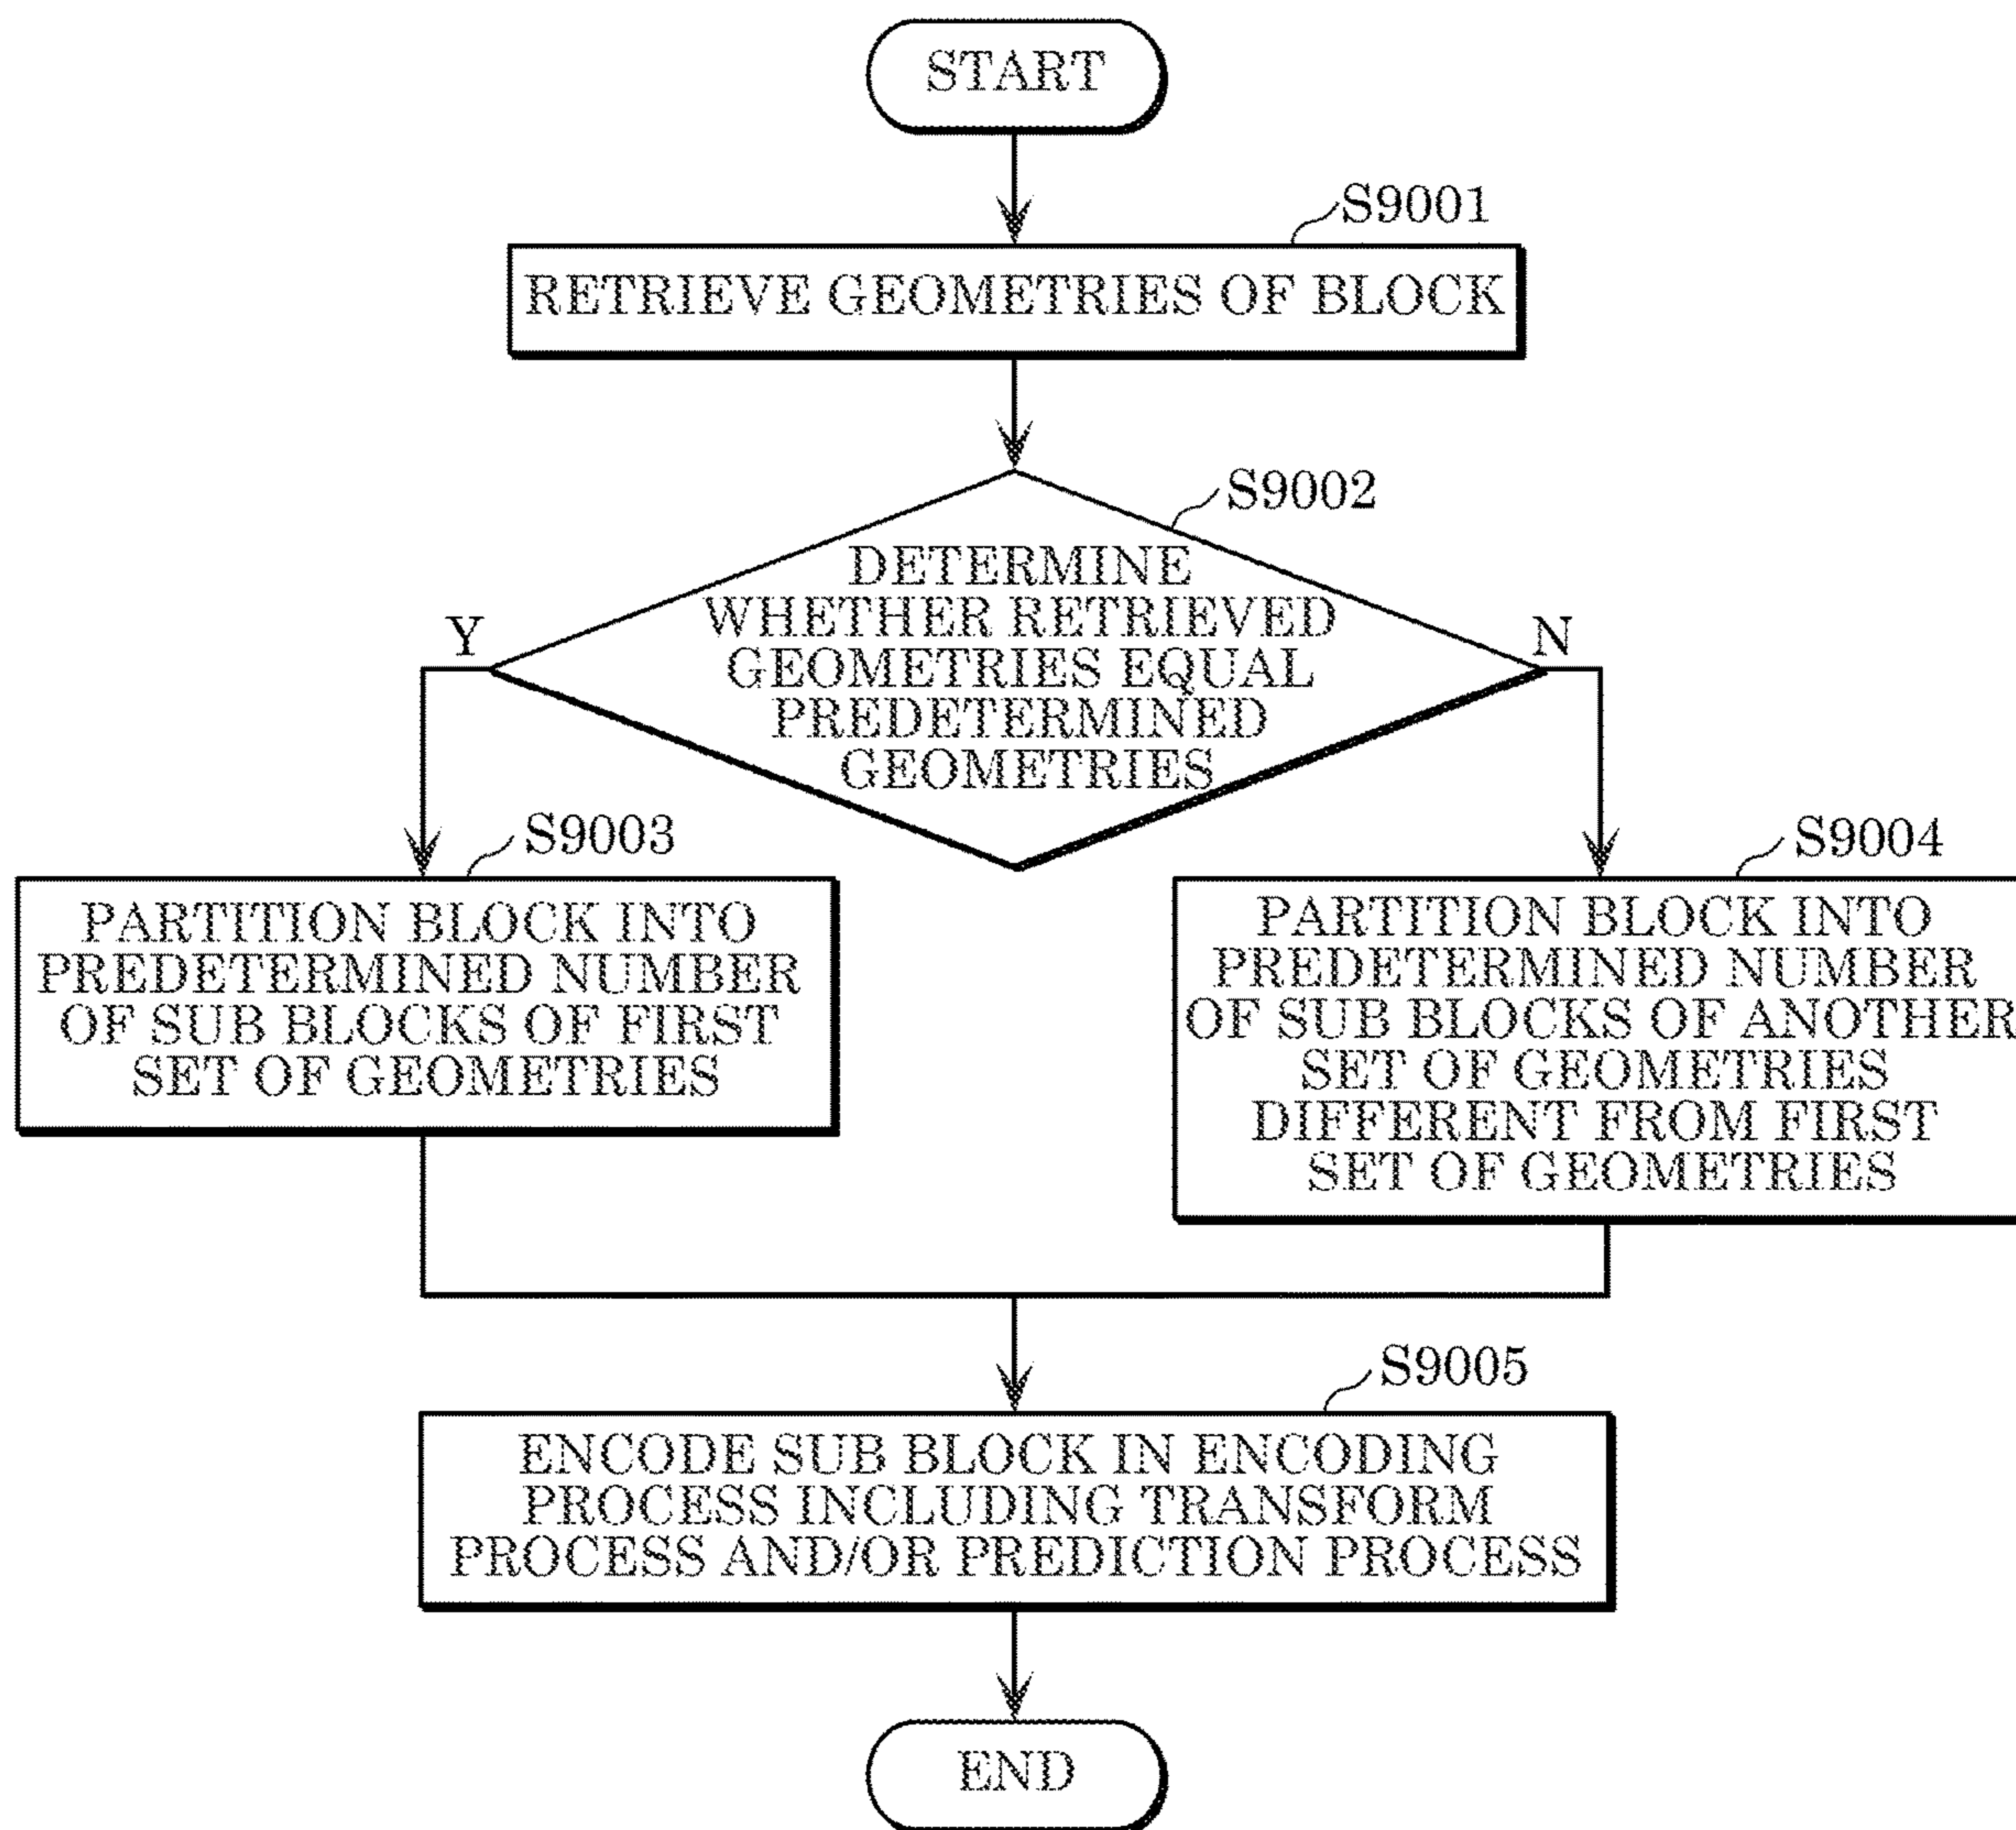 START
S9001
RETRIEVE GEOMETRIES OF BLOCK
S9002
DETERMINE
WHETHER RETRIEVED
GEOMETRIES EQUAL
PREDETERMINED
GEOMETRIES
Y
N
S9003
PARTITION BLOCK INTO
PREDETERMINED NUMBER
OF SUB BLOCKS OF FIRST
SET OF GEOMETRIES
S9004
PARTITION BLOCK INTO
PREDETERMINED NUMBER
OF SUB BLOCKS OF ANOTHER
SET OF GEOMETRIES
DIFFERENT FROM FIRST
SET OF GEOMETRIES
S9005
ENCODE SUB BLOCK IN ENCODING
PROCESS INCLUDING TRANSFORM
PROCESS AND/OR PREDICTION PROCESS
END